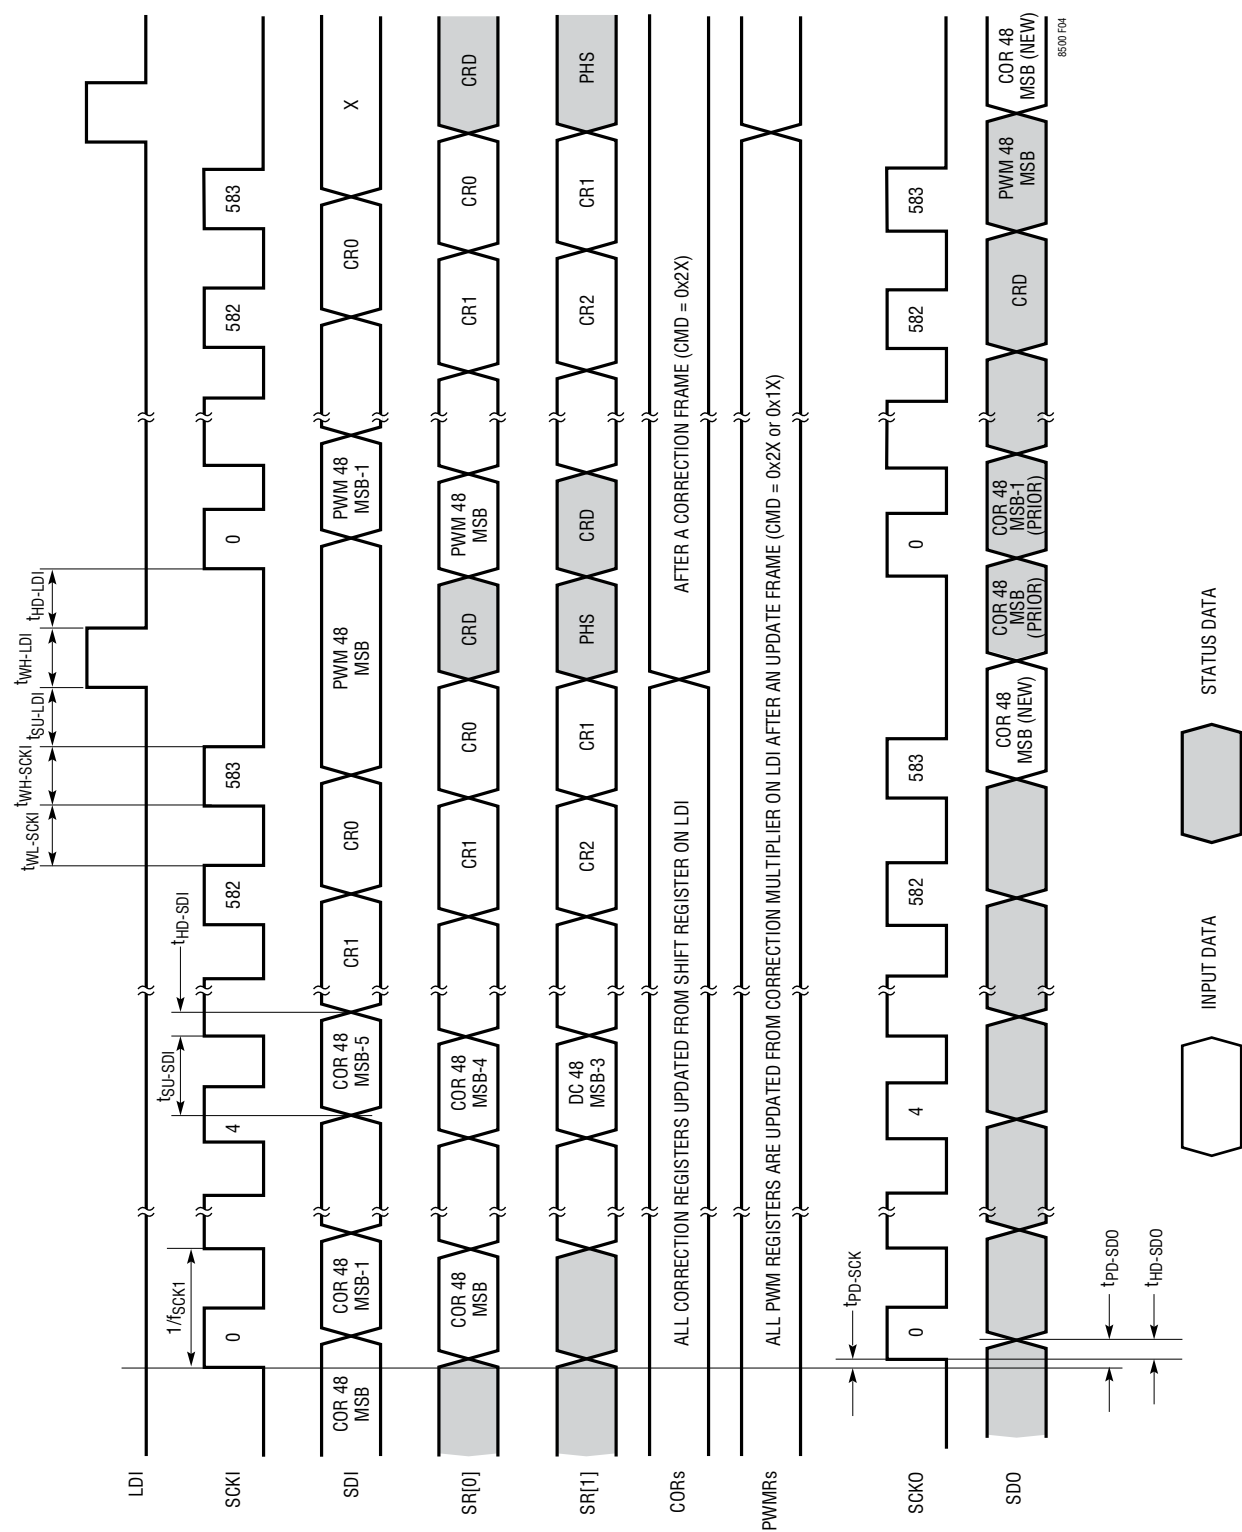 tWL-SCKI
tWH-SCKI
tSU-LDI
tWH-LDI
tHD-LDI
LDI
1/fSCK1
tSU-SDI
tHD-SDI
SCKI
0
4
582
583
0
582
583
SDI
COR 48
MSB
COR 48
MSB-1
COR 48
MSB-5
CR1
CR0
PWM 48
MSB
PWM 48
MSB-1
CR0
X
SR[0]
COR 48
MSB
COR 48
MSB-4
CR1
CR0
CRD
PWM 48
MSB
CR1
CR0
CRD
SR[1]
DC 48
MSB-3
CR2
CR1
PHS
CRD
CR2
CR1
PHS
CORs
ALL CORRECTION REGISTERS UPDATED FROM SHIFT REGISTER ON LDI
AFTER A CORRECTION FRAME (CMD = 0x2X)
PWMRs
ALL PWM REGISTERS ARE UPDATED FROM CORRECTION MULTIPLIER ON LDI AFTER AN UPDATE FRAME (CMD = 0x2X or 0x1X)
tPD-SCK
SCKO
0
4
582
583
0
582
583
SDO
COR 48
MSB (NEW)
COR 48
MSB
(PRIOR)
COR 48
MSB-1
(PRIOR)
CRD
PWM 48
MSB
COR 48
MSB (NEW)
8500 F04
tPD-SDO
tHD-SDO
INPUT DATA
STATUS DATA